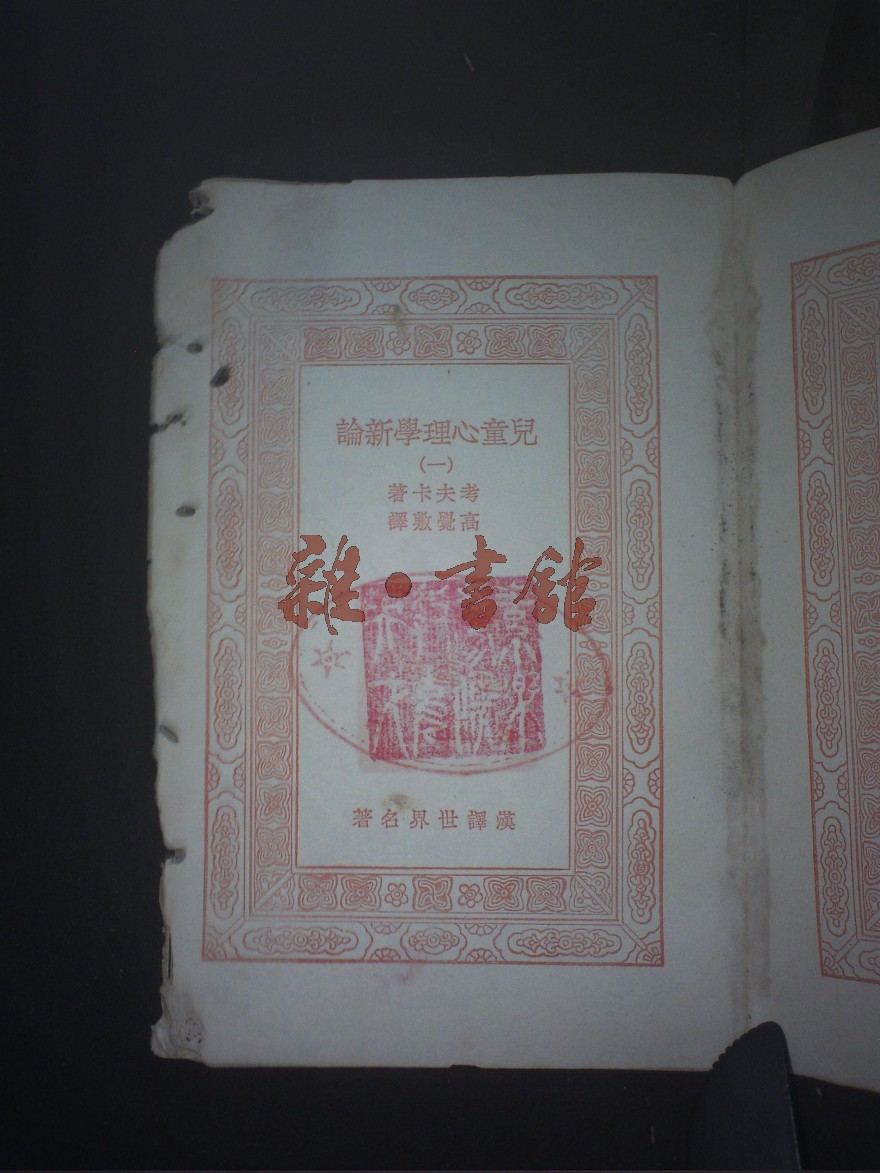 兒童心理學新論
(一)
考夫卡著
高覺敷譯
雜·書館
漢譯世界名著